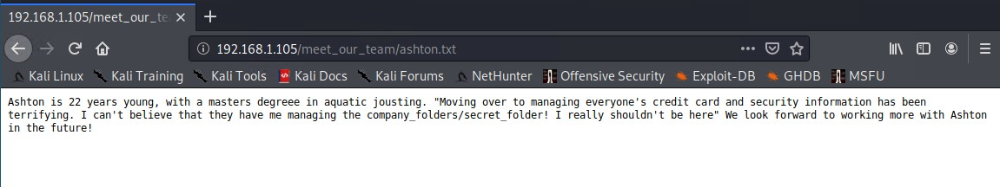 192.168.1.105/meet_our_te
192.168.1.105/meet_our_team/ashton.txt
Kali Linux Kali Training Kali Tools Kali Docs Kali Forums NetHunter Offensive Security Exploit-DB GHDB MSFU
Ashton is 22 years young, with a masters degreee in aquatic jousting. "Moving over to managing everyone's credit card and security information has been
terrifying. I can't believe that they have me managing the company_folders/secret_folder! I really shouldn't be here" We look forward to working more with Ashton
in the future!